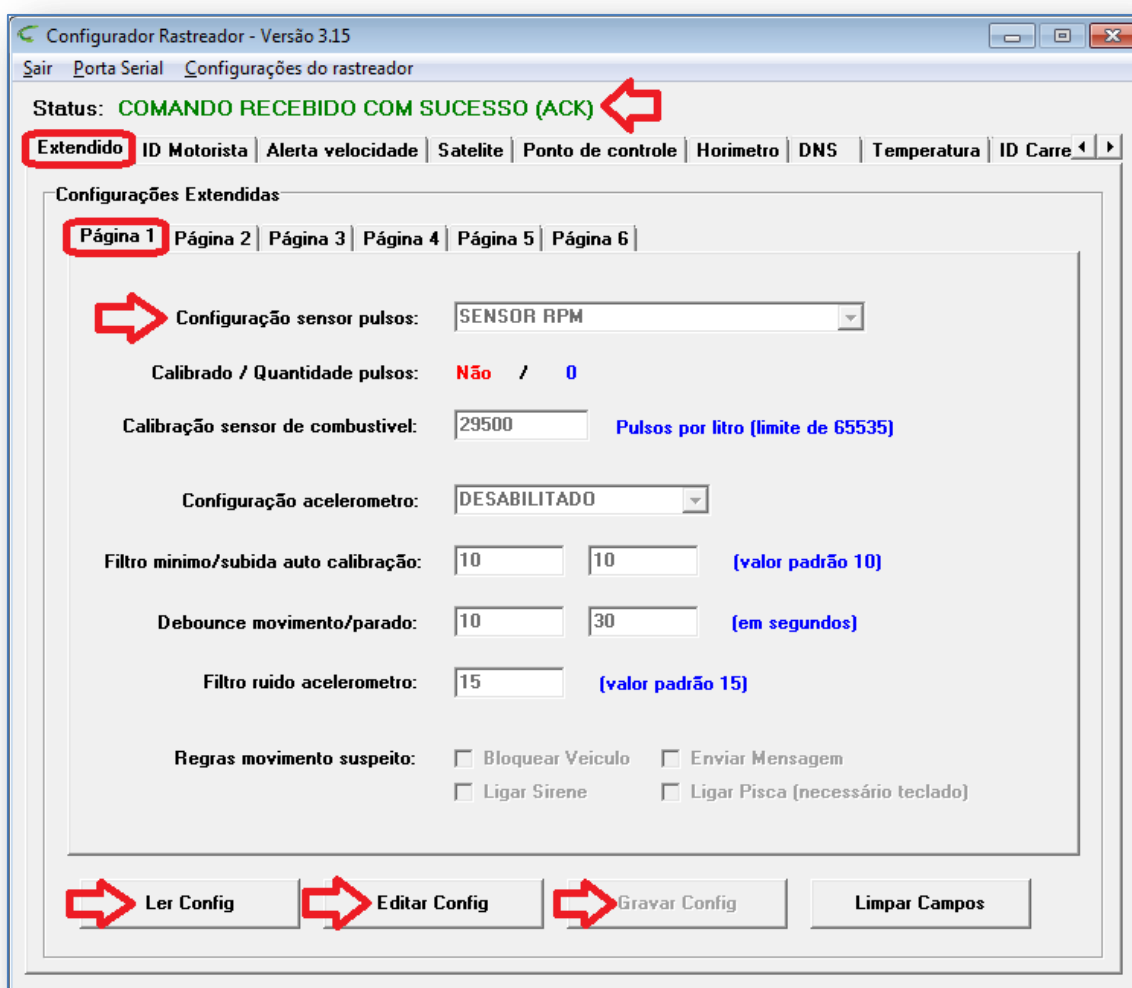 Configurador Rastreador - Versão 3.15
Sair Porta Serial Configurações do rastreador
Status: COMANDO RECEBIDO COM SUCESSO (ACK)
Extendido ID Motorista Alerta velocidade Satelite Ponto de controle Horimetro DNS Temperatura ID Carre
Configurações Extendidas
Página 1 Página 2 Página 3 Página 4 Página 5 Página 6
Configuração sensor pulsos: SENSOR RPM
Calibrado / Quantidade pulsos: Não / 0
Calibração sensor de combustivel: 29500 Pulsos por litro (limite de 65535)
Configuração acelerometro: DESABILITADO
Filtro minimo/subida auto calibração: 10 10 (valor padrão 10)
Debounce movimento/parado: 10 30 (em segundos)
Filtro ruido acelerometro: 15 (valor padrão 15)
Regras movimento suspeito: Bloquear Veiculo Enviar Mensagem
Ligar Sirene Ligar Pisca (necessário teclado)
Ler Config Editar Config Gravar Config Limpar Campos